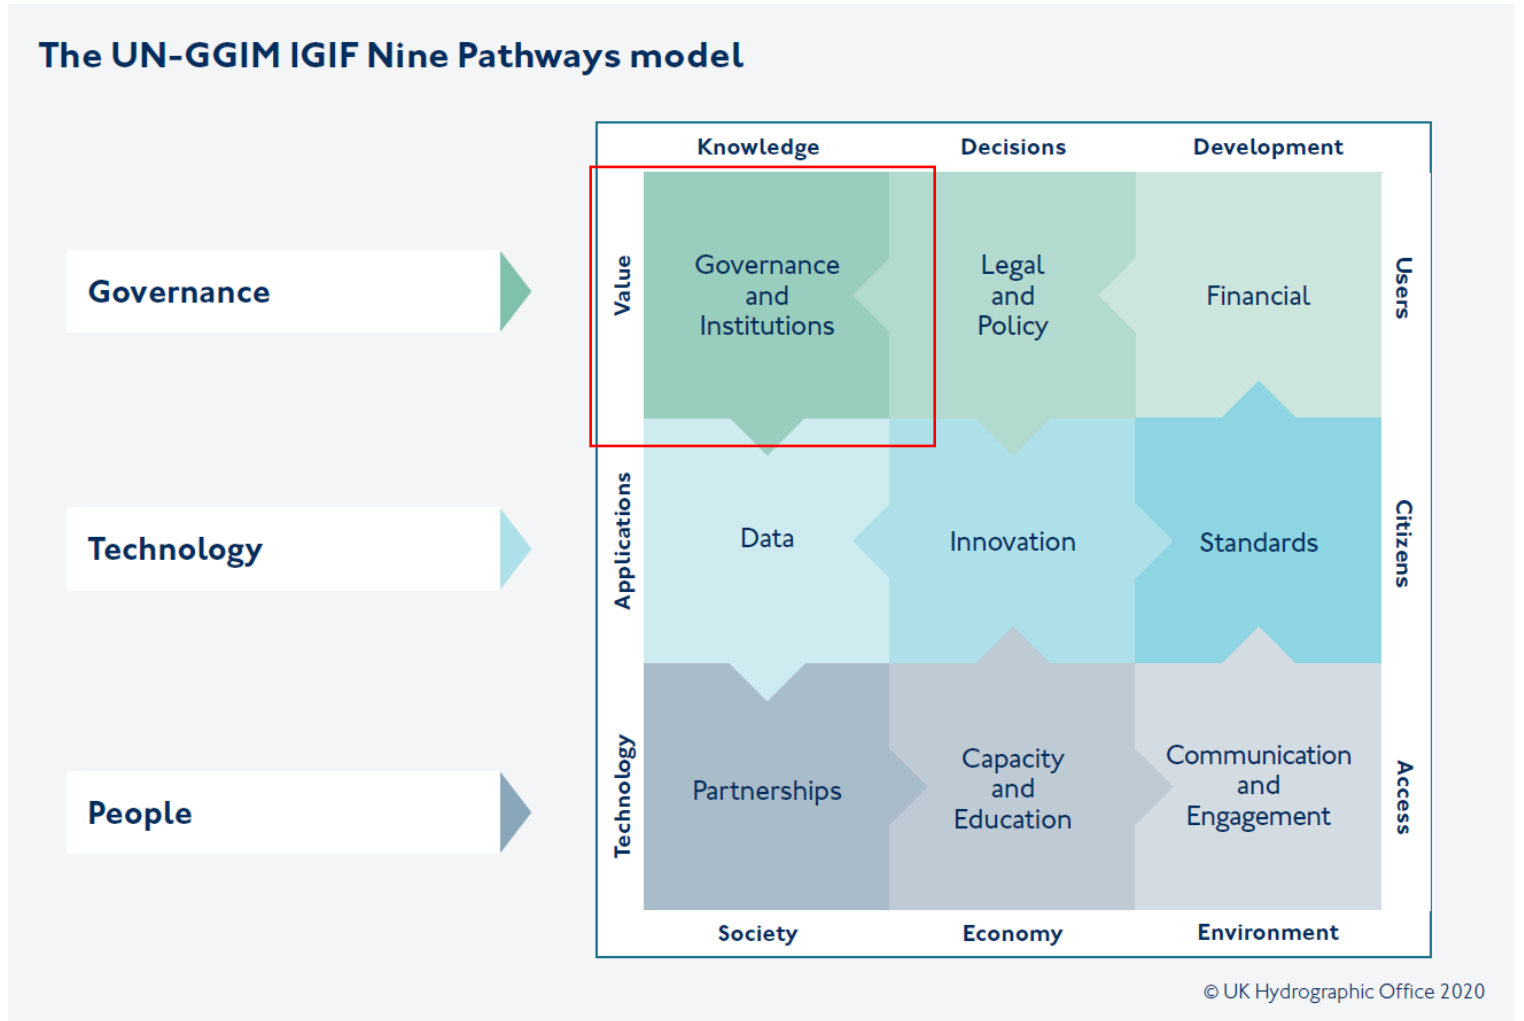 The UN-GGIM IGIF Nine Pathways model
Knowledge
Decisions
Development
Governance
Value
Governance
and
Institutions
Legal
and
Policy
Financial
Users
Technology
Applications
Data
Innovation
Standards
Citizens
People
Technology
Partnerships
Capacity
and
Education
Communication
and
Engagement
Access
Society
Economy
Environment
© UK Hydrographic Office 2020